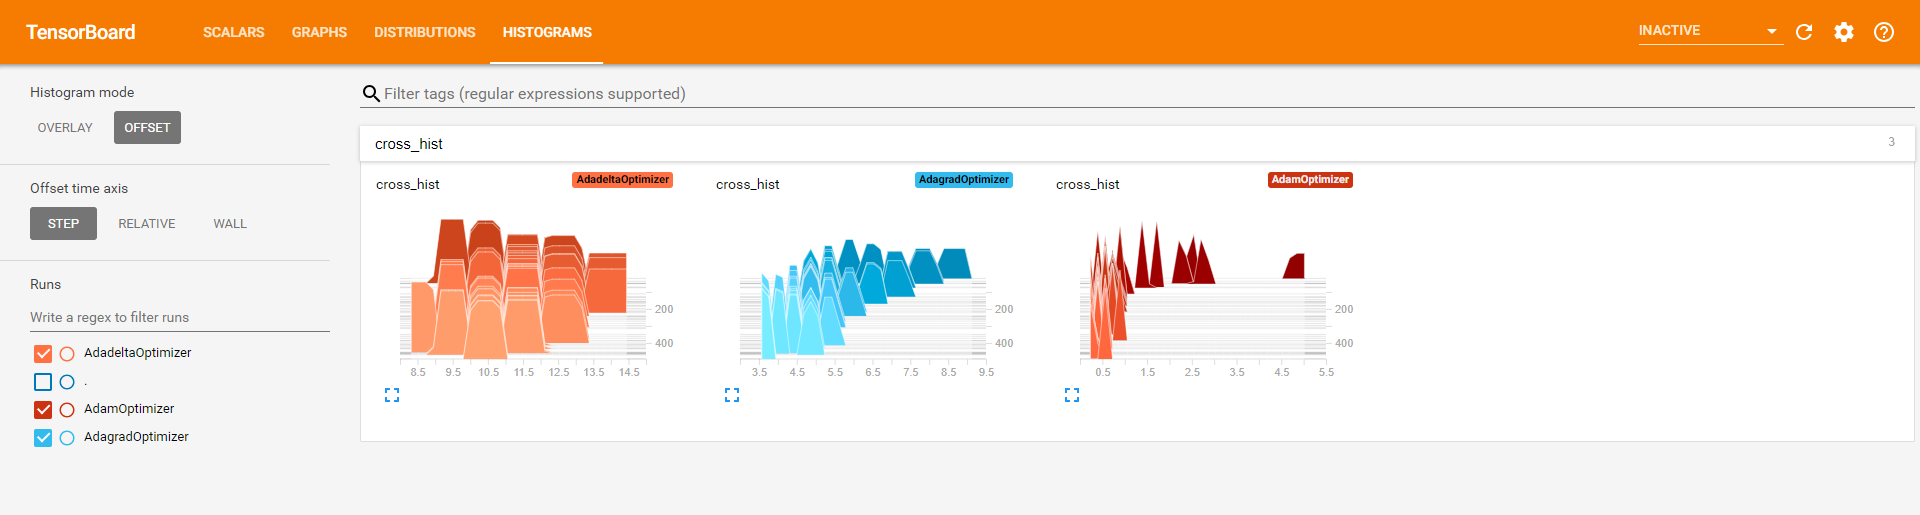 TensorBoard SCALARS GRAPHS DISTRIBUTIONS HISTOGRAMS INACTIVE
Histogram mode
OVERLAY OFFSET
Offset time axis
STEP RELATIVE WALL
Runs
Write a regex to filter runs
AdadeltaOptimizer
.
AdamOptimizer
AdagradOptimizer
Filter tags (regular expressions supported)
cross_hist 3
cross_hist AdadeltaOptimizer
200
400
8.5 9.5 10.5 11.5 12.5 13.5 14.5
cross_hist AdagradOptimizer
200
400
3.5 4.5 5.5 6.5 7.5 8.5 9.5
cross_hist AdamOptimizer
200
400
0.5 1.5 2.5 3.5 4.5 5.5